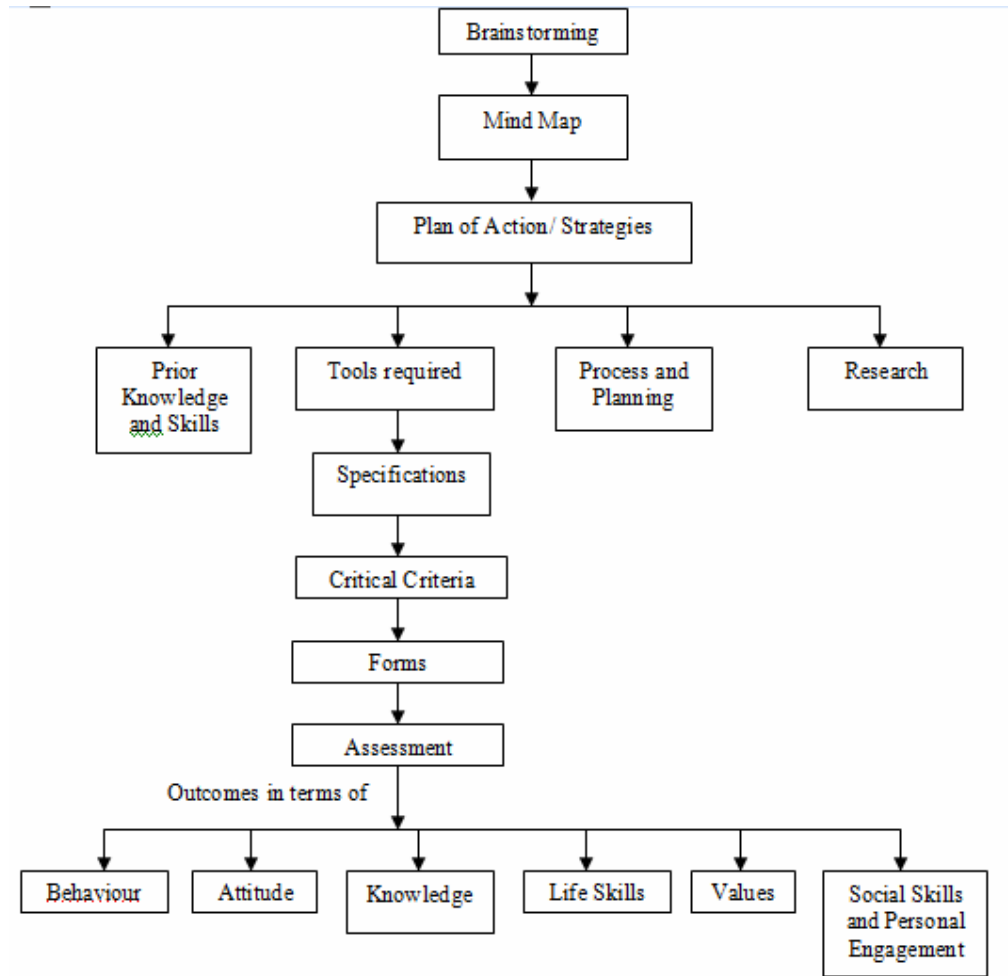 Brainstorming
Mind Map
Plan of Action/ Strategies
Prior
Knowledge
and Skills
Tools required
Process and
Planning
Research
Specifications
Critical Criteria
Forms
Assessment
Outcomes in terms of
Behaviour
Attitude
Knowledge
Life Skills
Values
Social Skills
and Personal
Engagement